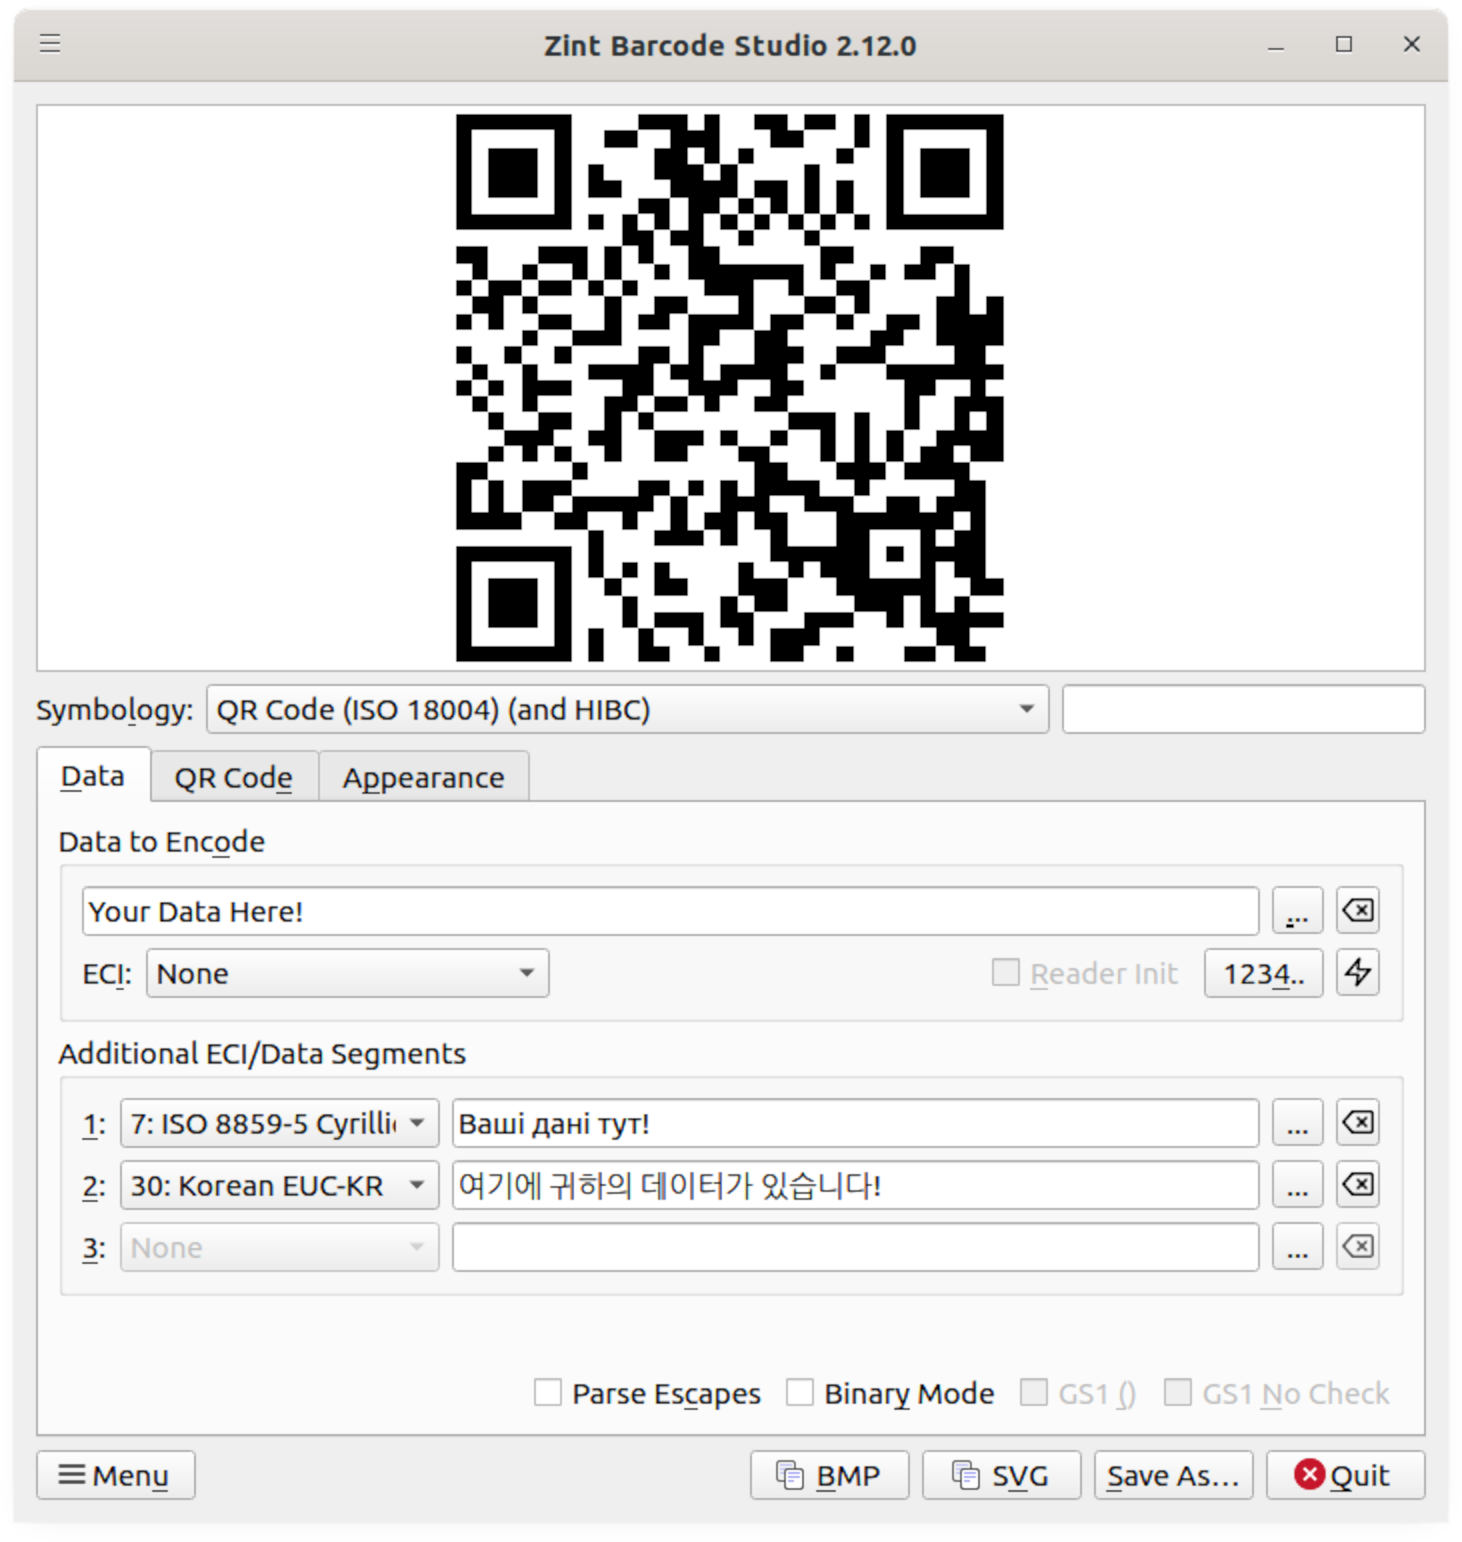 Zint Barcode Studio 2.12.0
Symbology: QR Code (ISO 18004) (and HIBC)
Data QR Code Appearance
Data to Encode
Your Data Here! ...
ECI: None Reader Init 1234..
Additional ECI/Data Segments
1: 7: ISO 8859-5 Cyrilli Ваші дані тут! ...
2: 30: Korean EUC-KR 여기에 귀하의 데이터가 있습니다! ...
3: None ...
Parse Escapes Binary Mode GS1 () GS1 No Check
Menu BMP SVG Save As... Quit